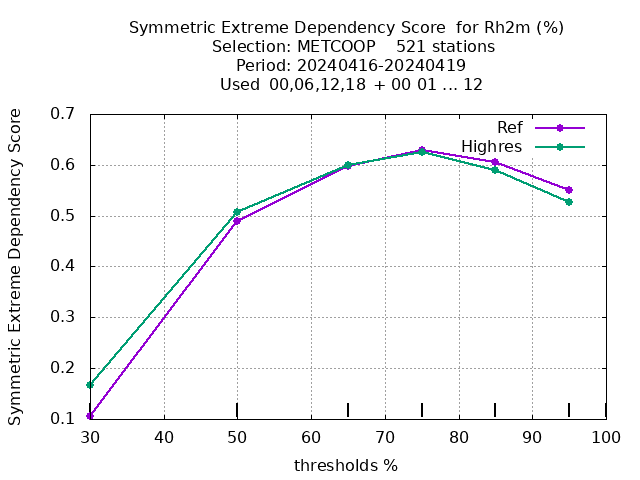 Symmetric Extreme Dependency Score  for Rh2m (%)
Selection: METCOOP    521 stations
Period: 20240416-20240419
Used  00,06,12,18  + 00 01 ... 12
Symmetric Extreme Dependency Score
0.7
0.6
0.5
0.4
0.3
0.2
0.1
Ref
Highres
30 40 50 60 70 80 90 100
thresholds %